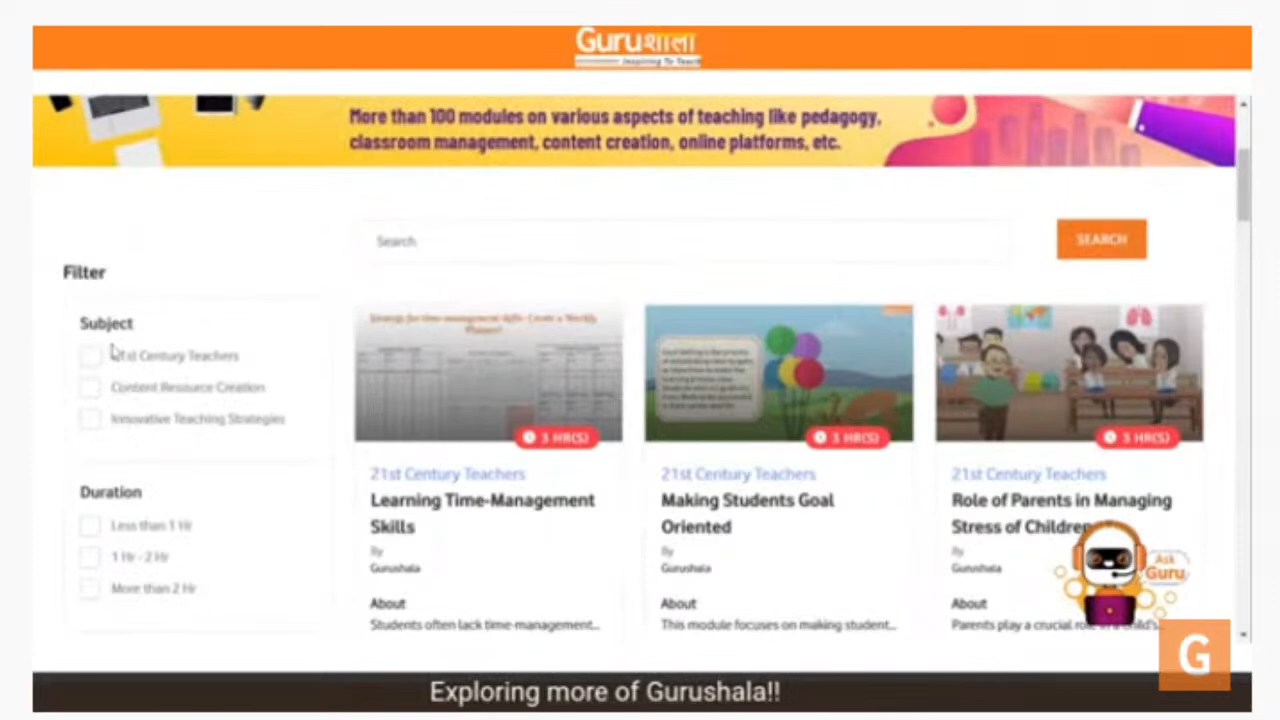 Guruशाला
Inspiring To Teach
More than 100 modules on various aspects of teaching like pedagogy,
classroom management, content creation, online platforms, etc.
Search
SEARCH
Filter
Subject
21st Century Teachers
Content Resource Creation
Innovative Teaching Strategies
Duration
Less than 1 Hr
1 Hr - 2 Hr
More than 2 Hr
3 HR(S)
21st Century Teachers
Learning Time-Management
Skills
By
Gurushala
About
Students often lack time-management...
3 HR(S)
21st Century Teachers
Making Students Goal
Oriented
By
Gurushala
About
This module focuses on making student...
3 HR(S)
21st Century Teachers
Role of Parents in Managing
Stress of Children
By
Gurushala
About
Parents play a crucial role in a child's...
Ask
Guru
G
Exploring more of Gurushala!!